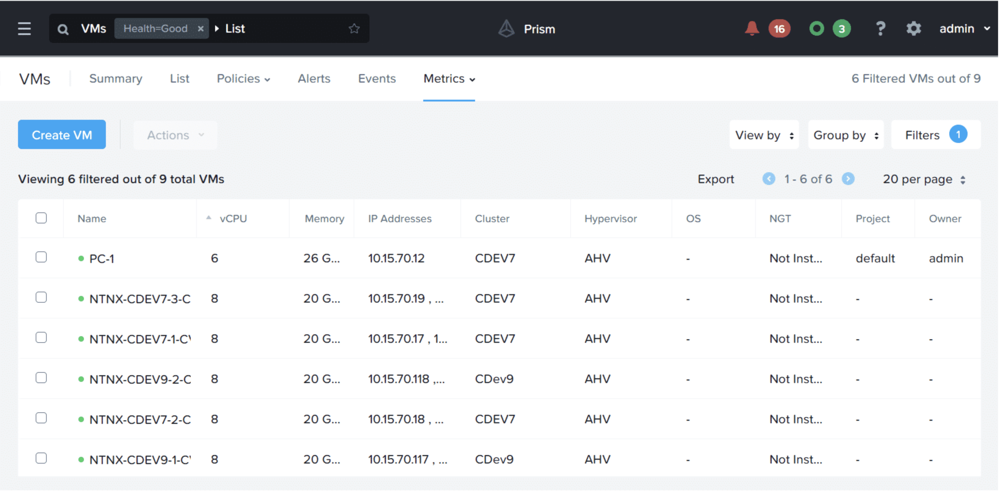 VMs Health=Good × List Prism 16 3 ? admin
VMs Summary List Policies Alerts Events Metrics 6 Filtered VMs out of 9
Create VM Actions View by Group by Filters 1
Viewing 6 filtered out of 9 total VMs Export 1 - 6 of 6 20 per page
Name vCPU Memory IP Addresses Cluster Hypervisor OS NGT Project Owner
PC-1 6 26 G... 10.15.70.12 CDEV7 AHV - Not Inst... default admin
NTNX-CDEV7-3-C 8 20 G... 10.15.70.19 , ... CDEV7 AHV - Not Inst... - -
NTNX-CDEV7-1-C 8 20 G... 10.15.70.17 , 1... CDEV7 AHV - Not Inst... - -
NTNX-CDEV9-2-C 8 20 G... 10.15.70.118 ,... CDev9 AHV - Not Inst... - -
NTNX-CDEV7-2-C 8 20 G... 10.15.70.18 , ... CDEV7 AHV - Not Inst... - -
NTNX-CDEV9-1-C 8 20 G... 10.15.70.117 , ... CDev9 AHV - Not Inst... - -